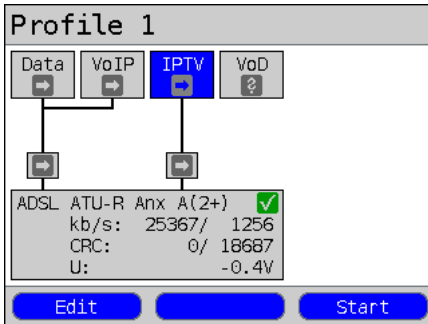 Profile 1
Data VoIP IPTV VoD
ADSL ATU-R Anx A(2+)
kb/s: 25367/ 1256
CRC: 0/ 18687
U: -0.4V
Edit Start